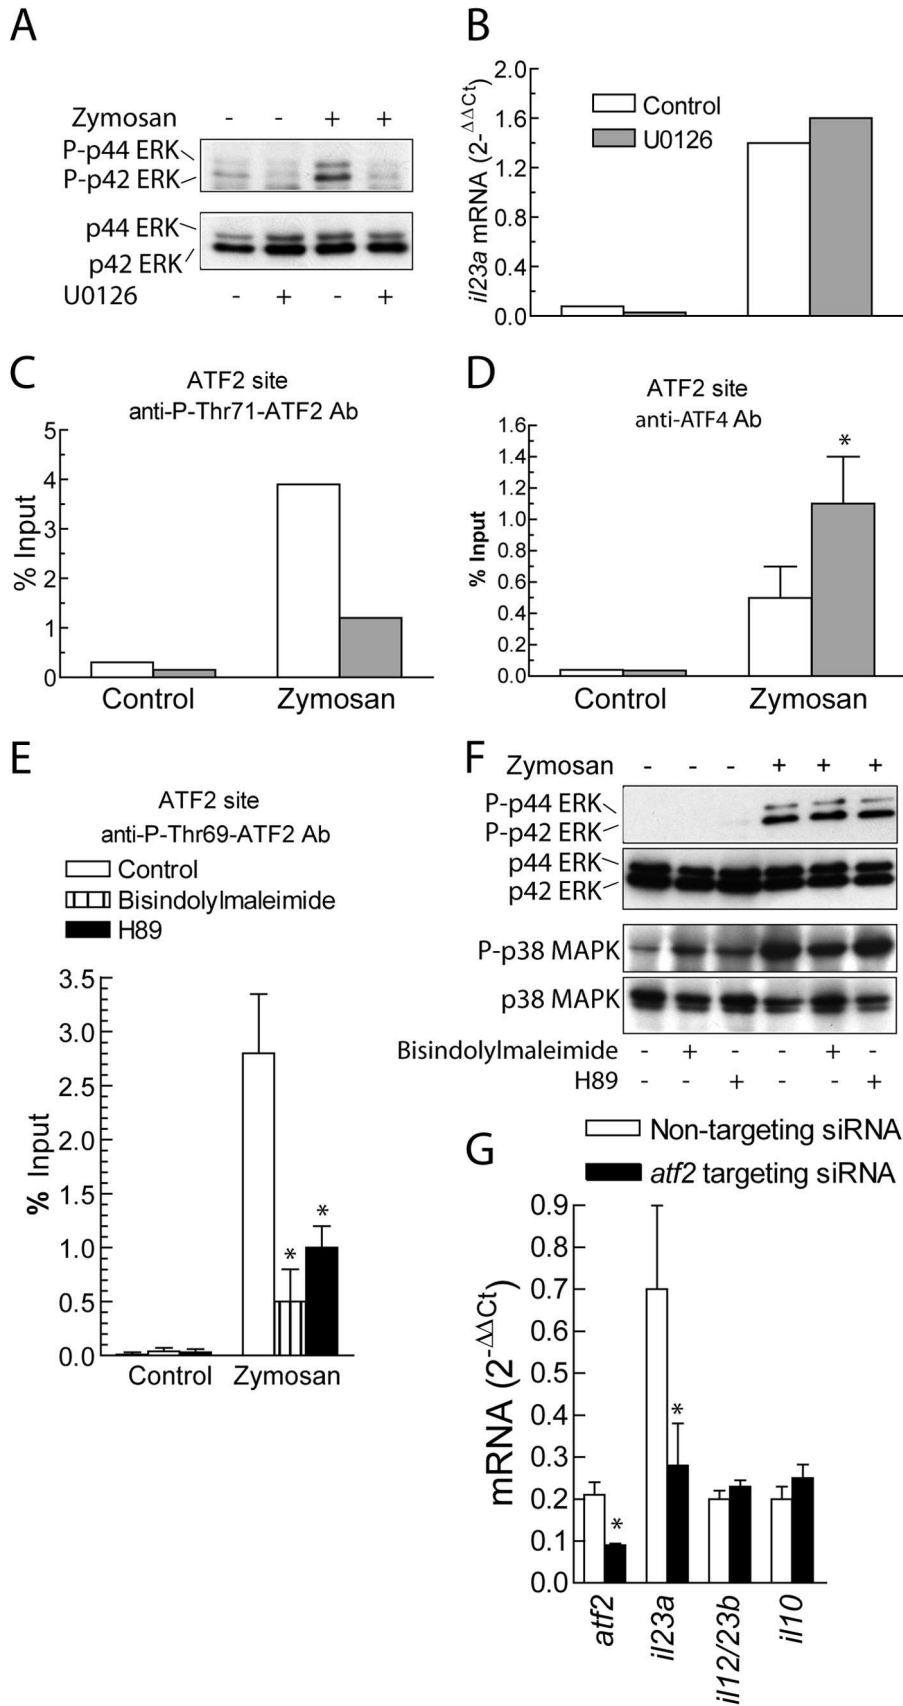 A
Zymosan - - + +
P-p44 ERK
P-p42 ERK
p44 ERK
p42 ERK
U0126 - + - +
B
il23a mRNA (2-ΔΔCt)
2.0
1.6
1.2
0.8
0.4
0.0
Control
U0126
C
ATF2 site
anti-P-Thr71-ATF2 Ab
% Input
5
4
3
2
1
0
Control Zymosan
D
ATF2 site
anti-ATF4 Ab
% Input
1.6
1.4
1.2
1.0
0.8
0.6
0.4
0.2
0.0
*
Control Zymosan
E
ATF2 site
anti-P-Thr69-ATF2 Ab
Control
Bisindolylmaleimide
H89
% Input
3.5
3.0
2.5
2.0
1.5
1.0
0.5
0.0
* *
Control Zymosan
F
Zymosan - - - + + +
P-p44 ERK
P-p42 ERK
p44 ERK
p42 ERK
P-p38 MAPK
p38 MAPK
Bisindolylmaleimide - + - - + -
H89 - - + - - +
G
Non-targeting siRNA
atf2 targeting siRNA
mRNA (2-ΔΔCt)
0.9
0.8
0.7
0.6
0.5
0.4
0.3
0.2
0.1
0.0
* *
atf2
il23a
il12/23b
il10